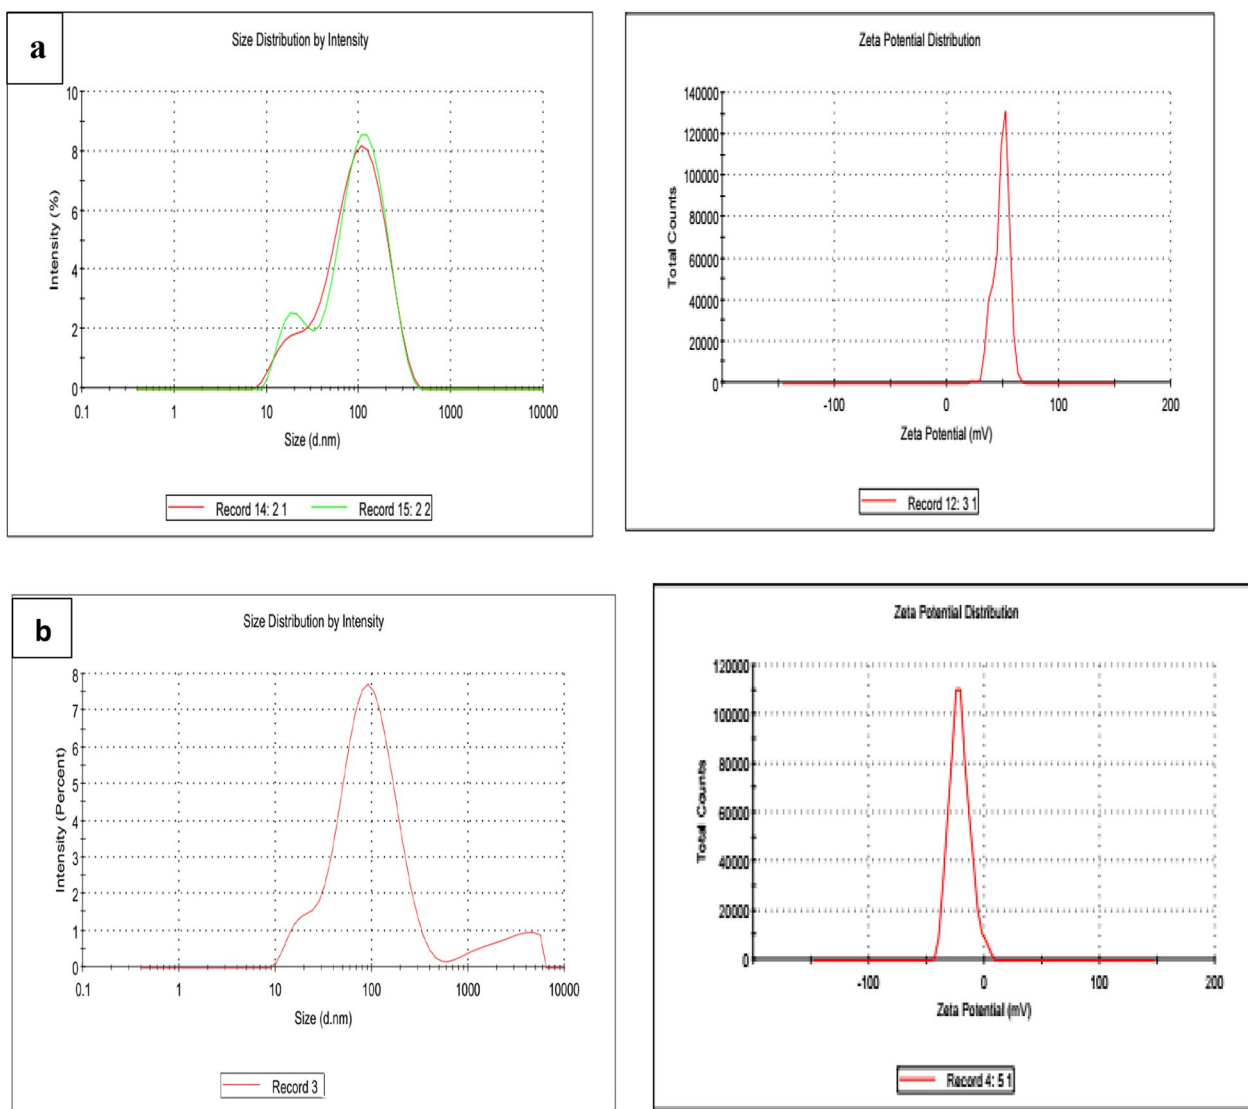 a
Size Distribution by Intensity
Intensity (%)
10
8
6
4
2
0
0.1 1 10 100 1000 10000
Size (d.nm)
Record 14: 2 1 Record 15: 2 2
Zeta Potential Distribution
Total Counts
140000
120000
100000
80000
60000
40000
20000
0
-100 0 100 200
Zeta Potential (mV)
Record 12: 3 1
b
Size Distribution by Intensity
Intensity (Percent)
8
7
6
5
4
3
2
1
0
0.1 1 10 100 1000 10000
Size (d.nm)
Record 3
Zeta Potential Distribution
Total Counts
120000
100000
80000
60000
40000
20000
0
-100 0 100 200
Zeta Potential (mV)
Record 4: 5 1